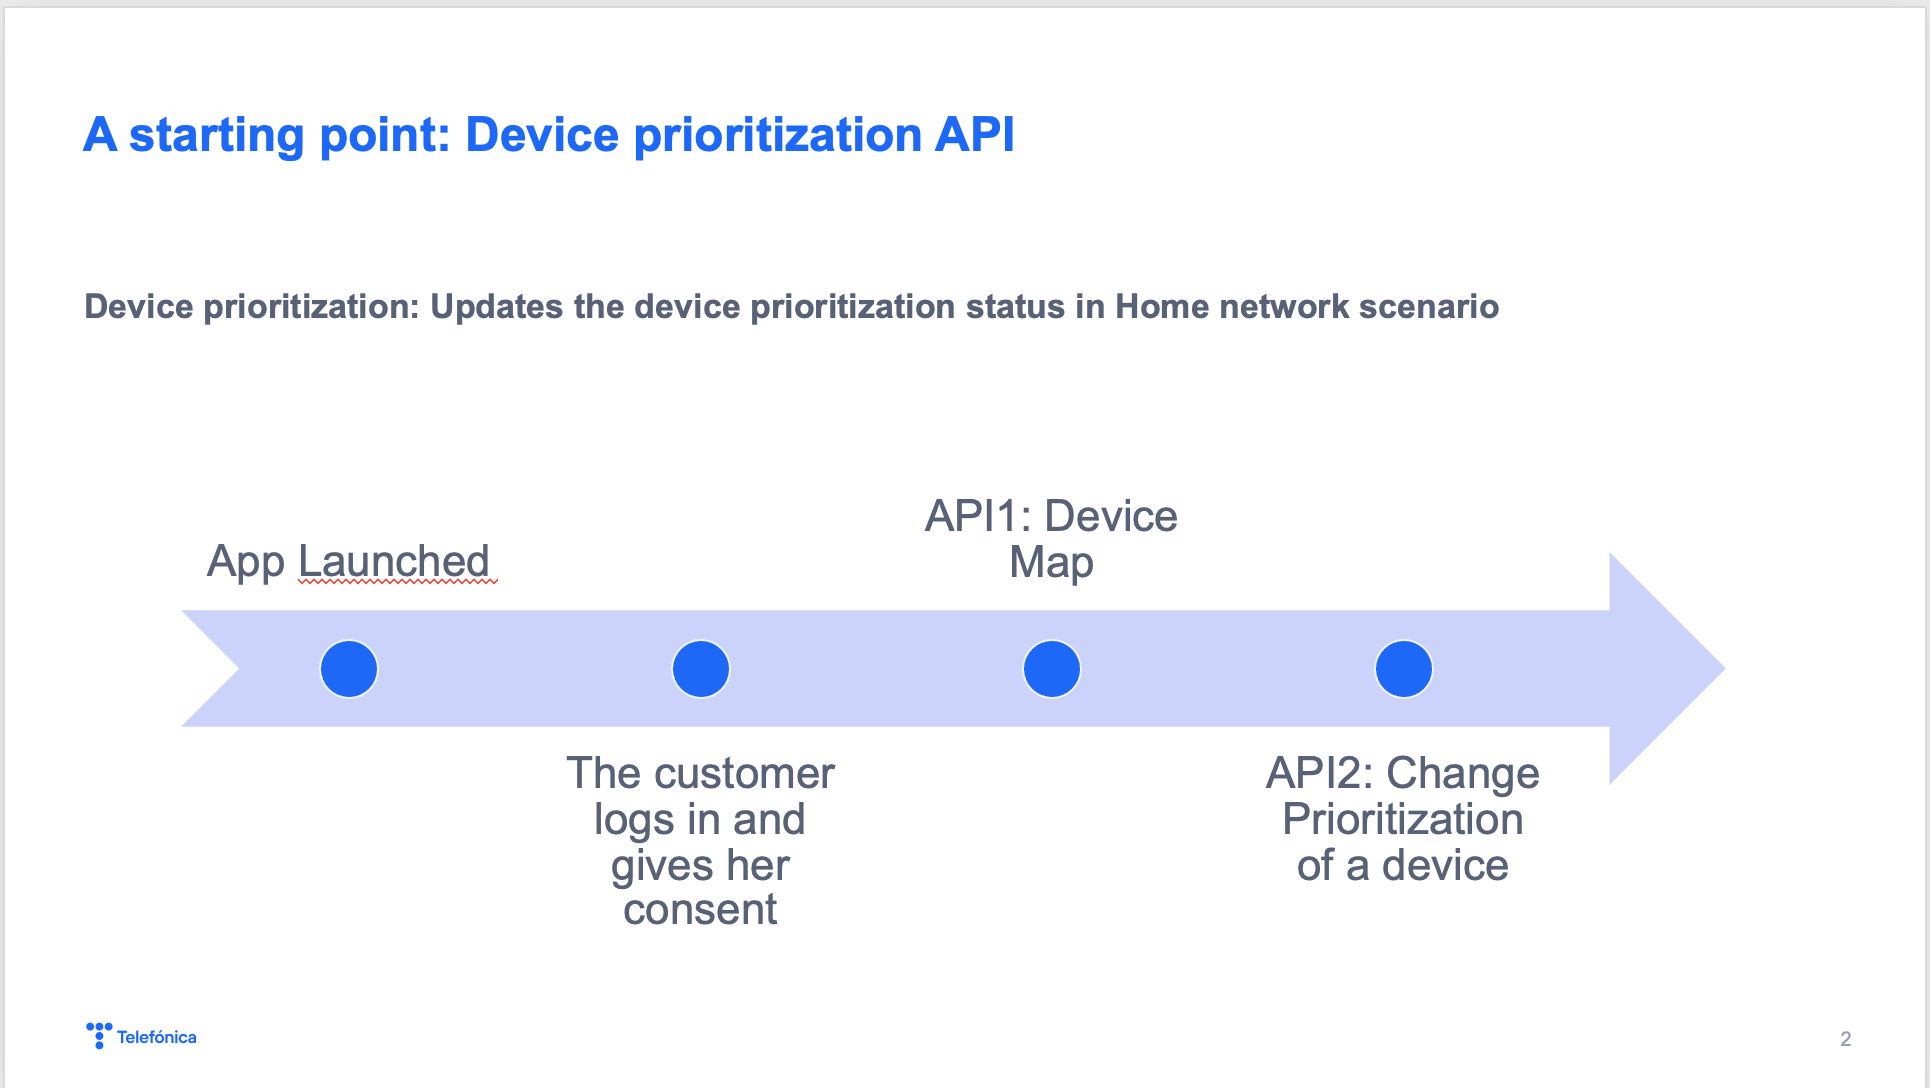 A starting point: Device prioritization API
Device prioritization: Updates the device prioritization status in Home network scenario
App Launched
The customer
logs in and
gives her
consent
API1: Device
Map
API2: Change
Prioritization
of a device
Telefónica
2